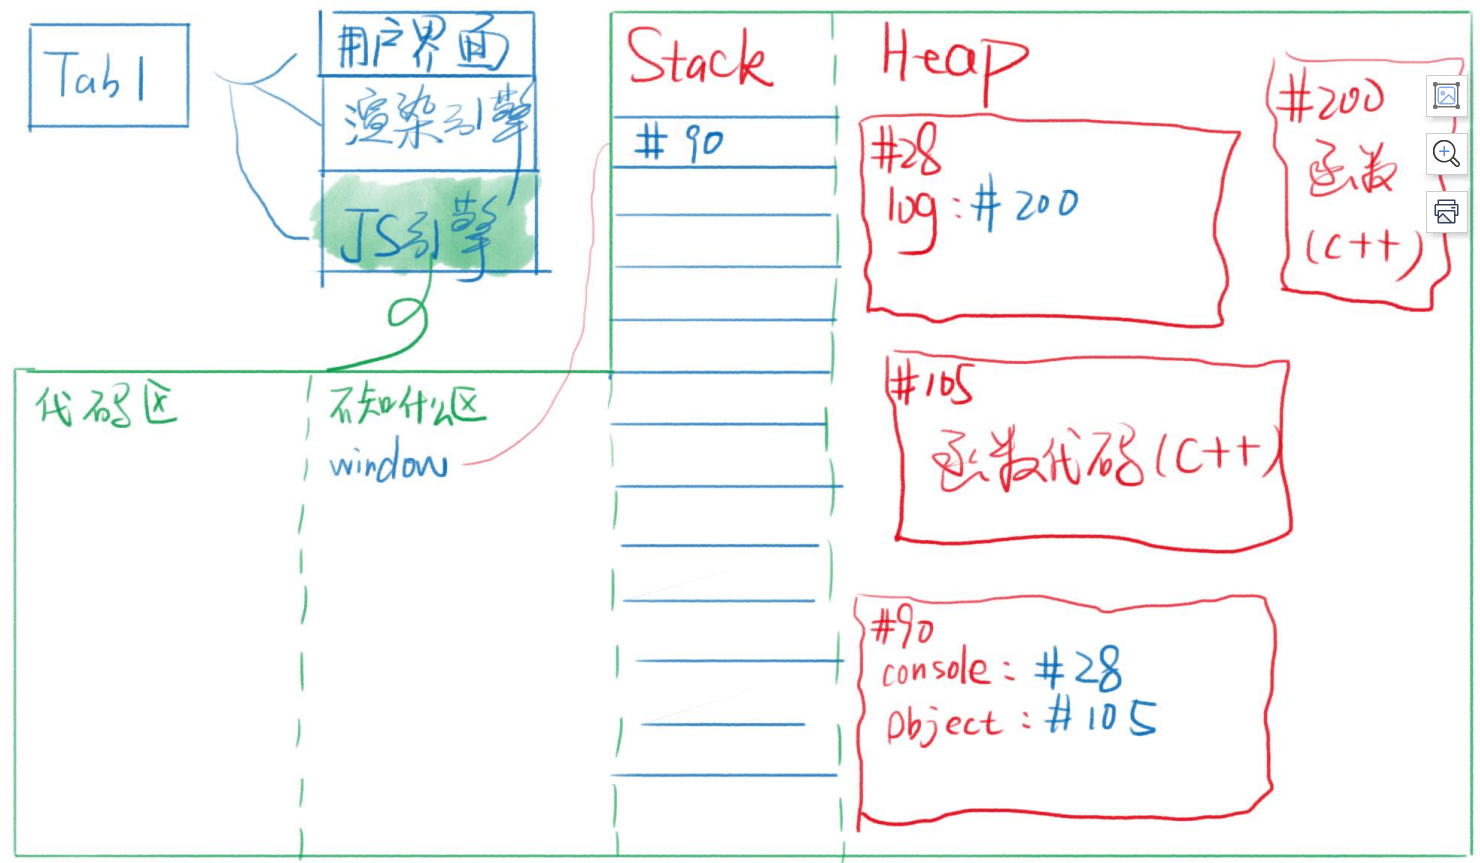 Tab1
用户界面
渲染引擎
JS引擎
代码区
不知什么区
window
Stack
#90
Heap
#28
log:#200
#200
函数
(C++)
#105
函数代码(C++)
#90
console:#28
Object:#105